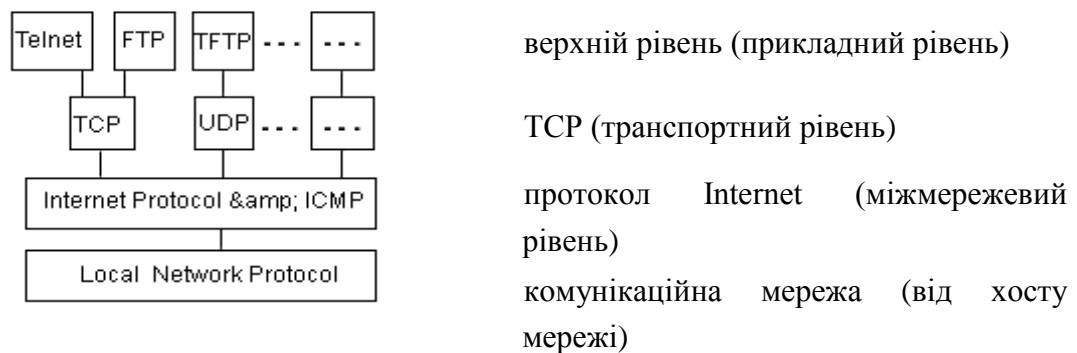 Telnet FTP TFTP - - - - - -
верхній рівень (прикладний рівень)
TCP UDP - - - - - -
TCP (транспортний рівень)
Internet Protocol &amp; ICMP
протокол Internet (міжмережевий
рівень)
Local Network Protocol
комунікаційна мережа (від хосту
мережі)